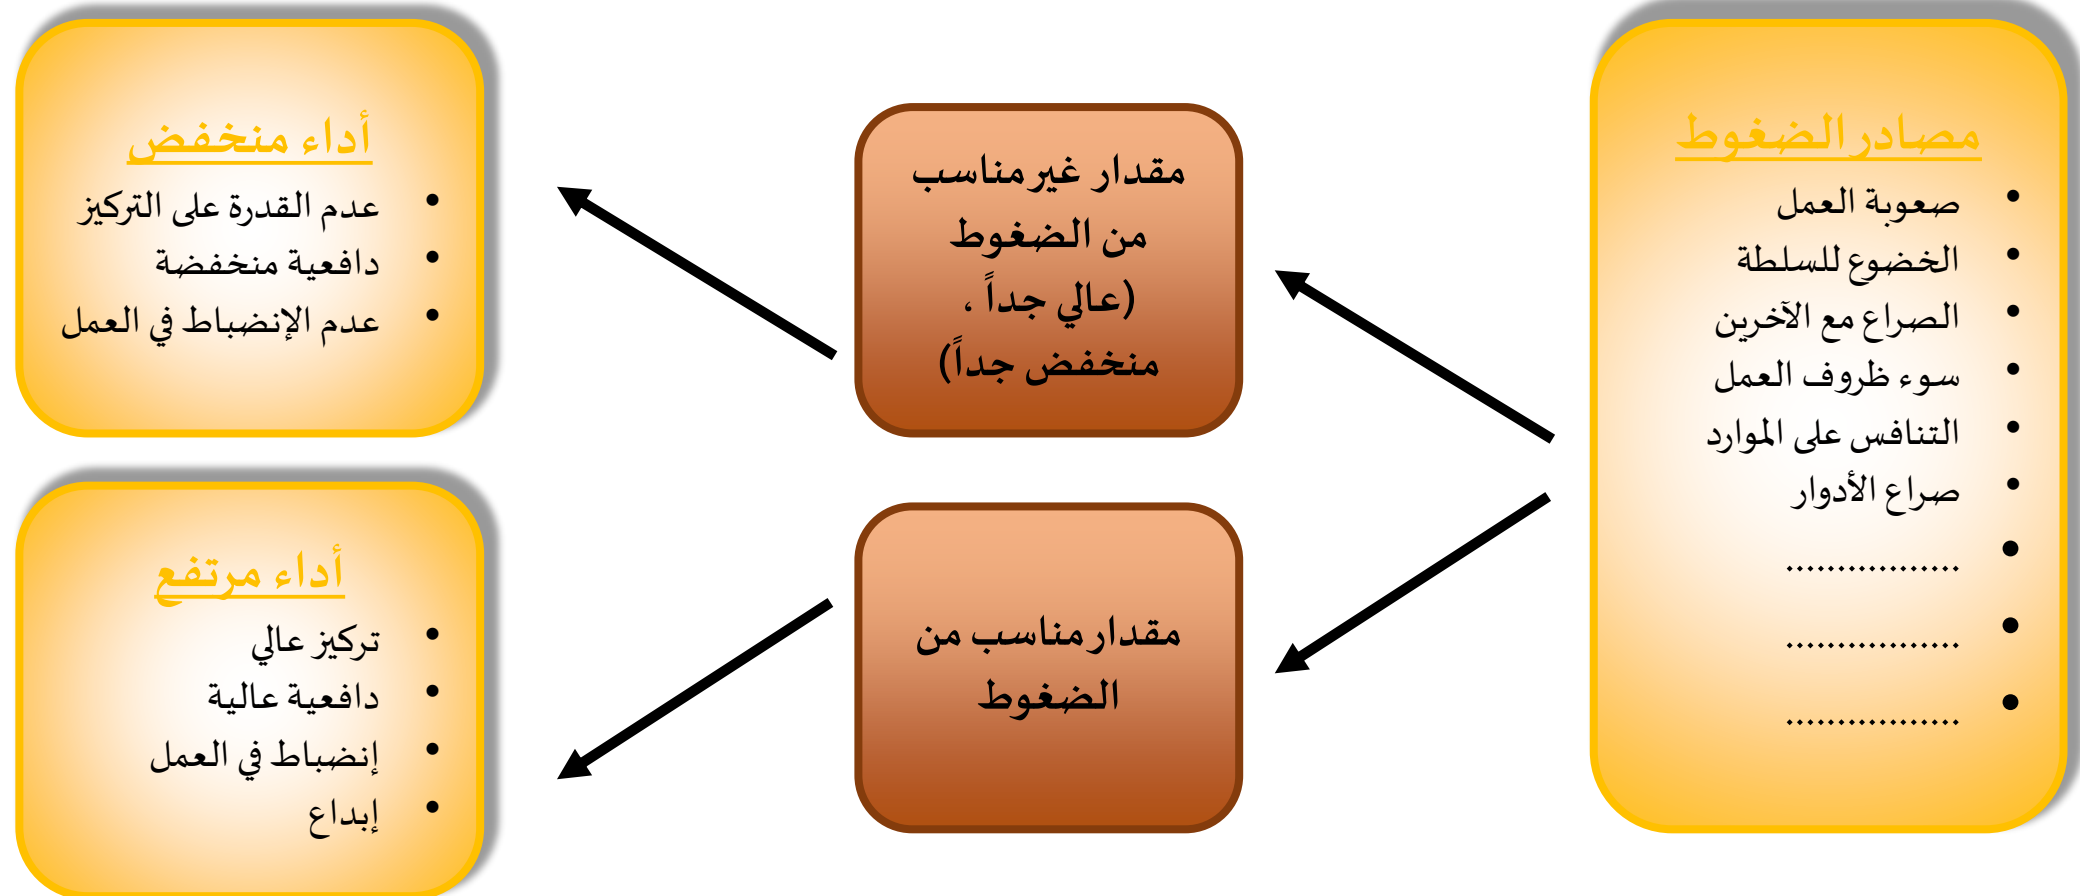 مصادر الضغوط
• صعوبة العمل
• الخضوع للسلطة
• الصراع مع الآخرين
• سوء ظروف العمل
• التنافس على الموارد
• صراع الأدوار
• .................
• .................
• .................
مقدار غير مناسب
من الضغوط
(عالي جداً ،
منخفض جداً)
مقدار مناسب من
الضغوط
أداء منخفض
• عدم القدرة على التركيز
• دافعية منخفضة
• عدم الإنضباط في العمل
أداء مرتفع
• تركيز عالي
• دافعية عالية
• إنضباط في العمل
• إبداع